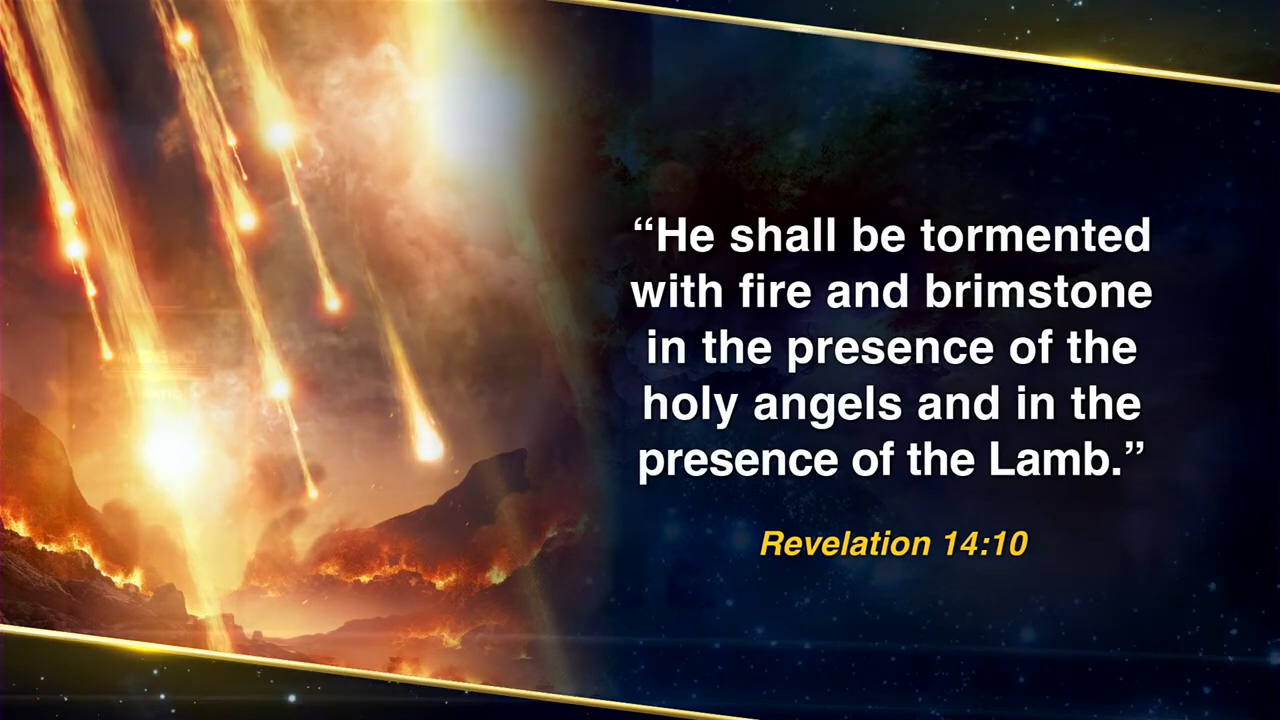 “He shall be tormented
with fire and brimstone
in the presence of the
holy angels and in the
presence of the Lamb.”
Revelation 14:10